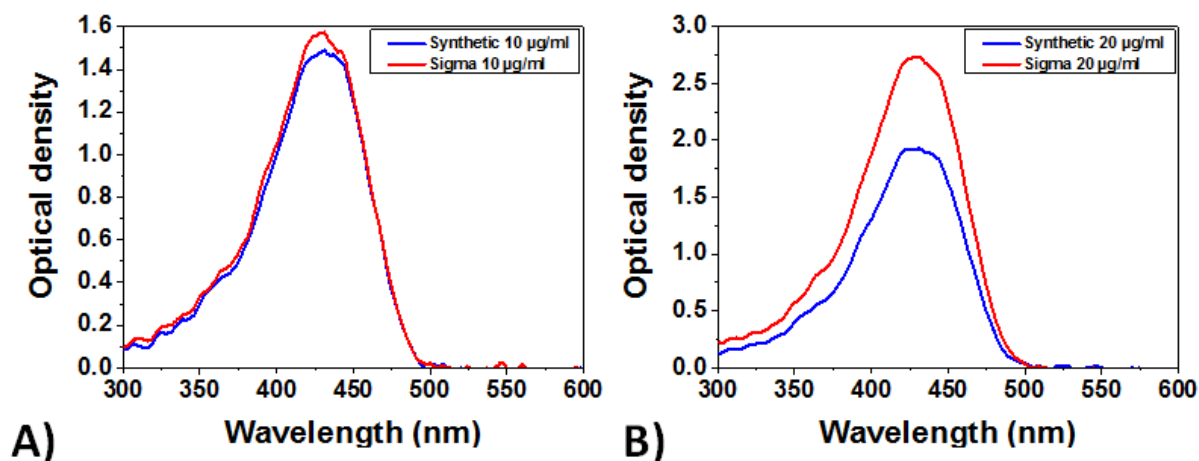 1.6
1.4
1.2
1.0
0.8
0.6
0.4
0.2
0.0
Optical density
Synthetic 10 µg/ml
Sigma 10 µg/ml
300 350 400 450 500 550 600
Wavelength (nm)
A)
3.0
2.5
2.0
1.5
1.0
0.5
0.0
Optical density
Synthetic 20 µg/ml
Sigma 20 µg/ml
300 350 400 450 500 550 600
Wavelength (nm)
B)